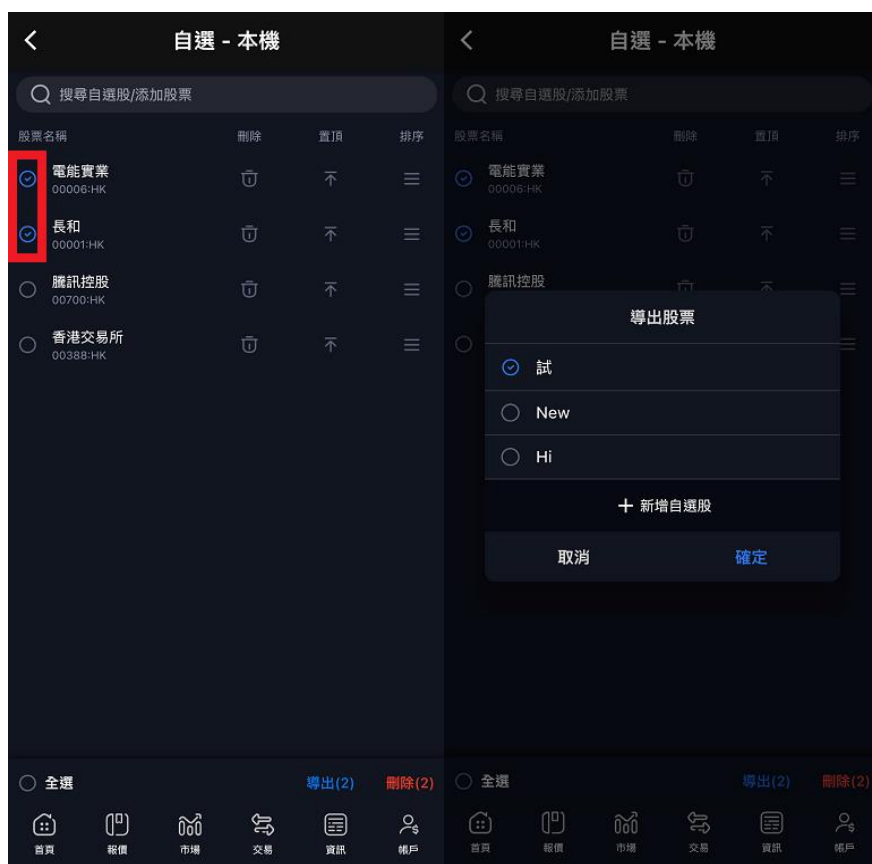 自選 - 本機
搜尋自選股/添加股票
股票名稱 刪除 置頂 排序
電能實業
00006:HK
長和
00001:HK
騰訊控股
00700:HK
香港交易所
00388:HK
全選 導出(2) 刪除(2)
首頁 報價 市場 交易 資訊 帳戶
自選 - 本機
搜尋自選股/添加股票
股票名稱 刪除 置頂 排序
電能實業
00006:HK
長和
00001:HK
騰訊控股
導出股票
試
New
Hi
新增自選股
取消 確定
全選 導出(2) 刪除(2)
首頁 報價 市場 交易 資訊 帳戶